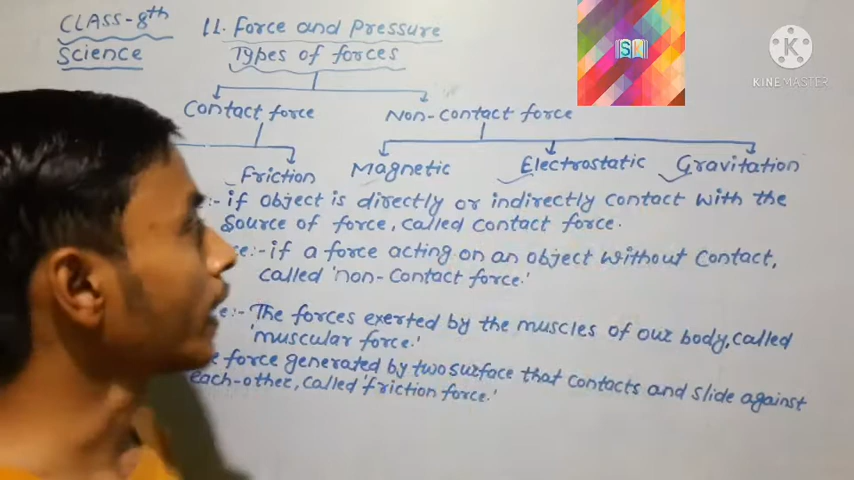 CLASS-8th
11. Force and Pressure
Science
Types of forces
Contact force
Non-contact force
Friction
Magnetic
Electrostatic
Gravitation
:- if object is directly or indirectly contact with the
Source of force, called contact force.
e:- if a force acting on an object without contact,
called 'non-contact force.'
e:- The forces exerted by the muscles of our body, called
'muscular force.'
force generated by two surface that contacts and slide against
each-other, called 'friction force.'
S K
K
KINEMASTER